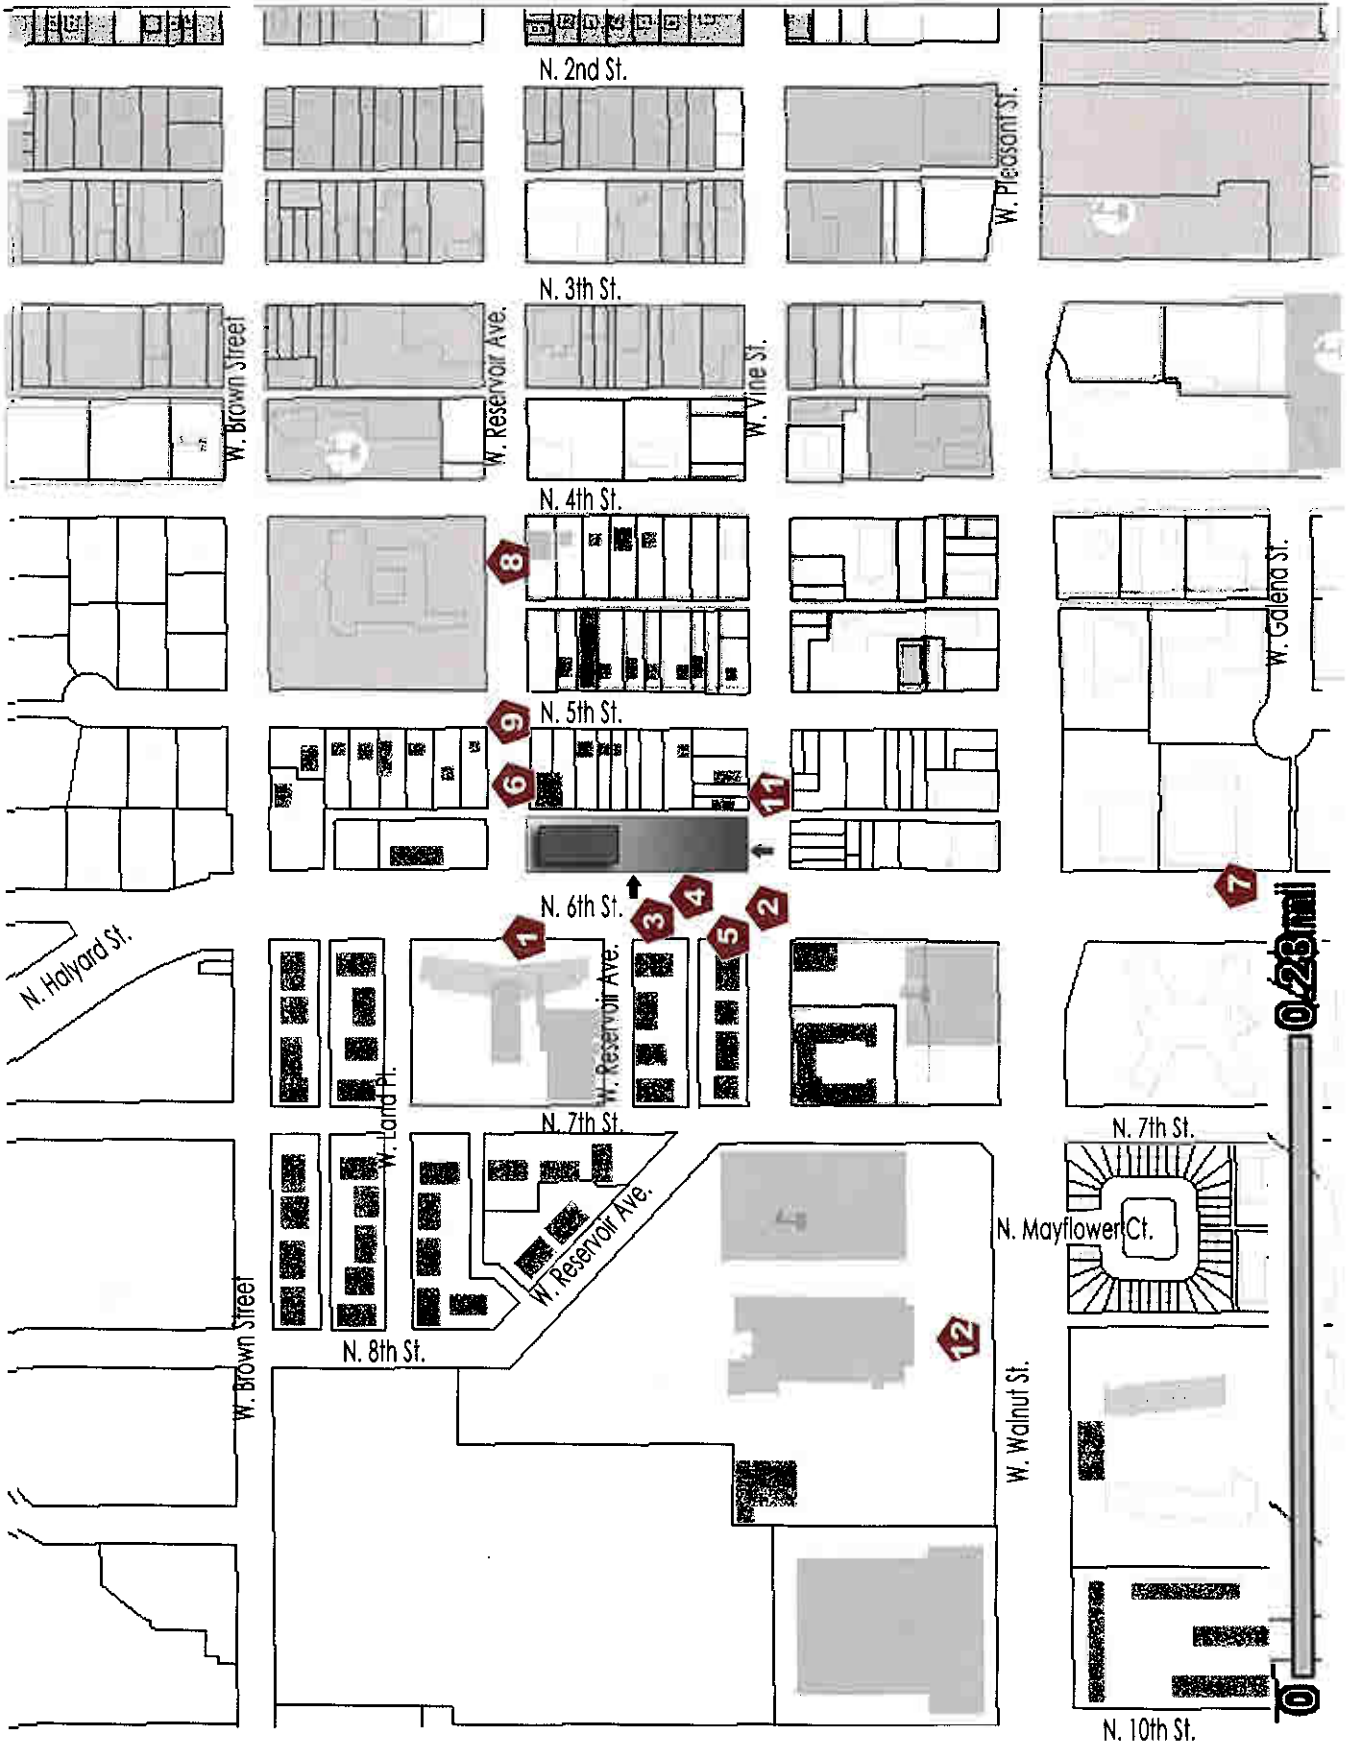 N. 2nd St.
W. Pleasant St.
N. 3th St.
W. Brown Street
W. Reservoir Ave.
W. Vine St.
N. 4th St.
8
W. Galena St.
9
N. 5th St.
6
11
7
N. 6th St.
4
3
2
5
1
N. Halyard St.
W. Reservoir Ave.
0.23mil
W. Land Pl.
N. 7th St.
N. 7th St.
W. Reservoir Ave.
N. Mayflower Ct.
12
W. Brown Street
N. 8th St.
W. Walnut St.
0
N. 10th St.